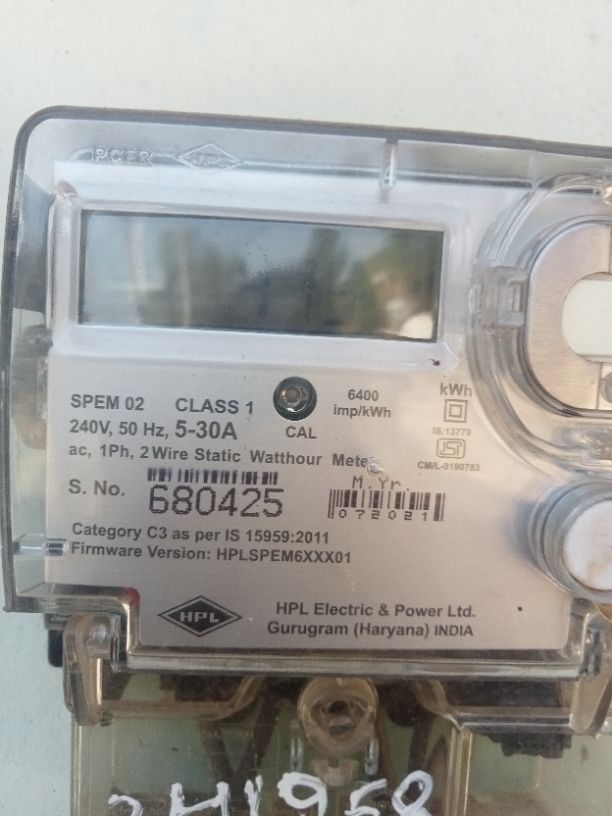 HPL
SPEM 02 CLASS 1
240V, 50 Hz, 5-30A
CAL
6400
imp/kWh
kWh
IS:13779
ISI
CM/L-9190783
ac, 1Ph, 2 Wire Static Watthour Meter
S. No. 680425
M.Yr.
072021
Category C3 as per IS 15959:2011
Firmware Version: HPLSPEM6XXX01
HPL
HPL Electric & Power Ltd.
Gurugram (Haryana) INDIA